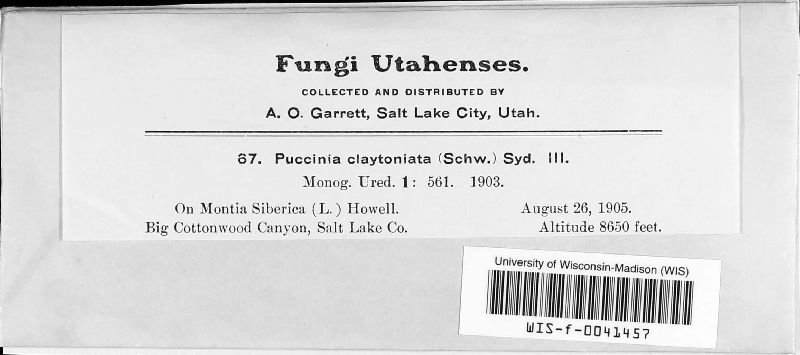 Fungi Utahenses.
COLLECTED AND DISTRIBUTED BY
A. O. Garrett, Salt Lake City, Utah.
67. Puccinia claytoniata (Schw.) Syd. III.
Monog. Ured. 1: 561. 1903.
On Montia Siberica (L.) Howell. August 26, 1905.
Big Cottonwood Canyon, Salt Lake Co. Altitude 8650 feet.
University of Wisconsin-Madison (WIS)
WIS-f-0041457